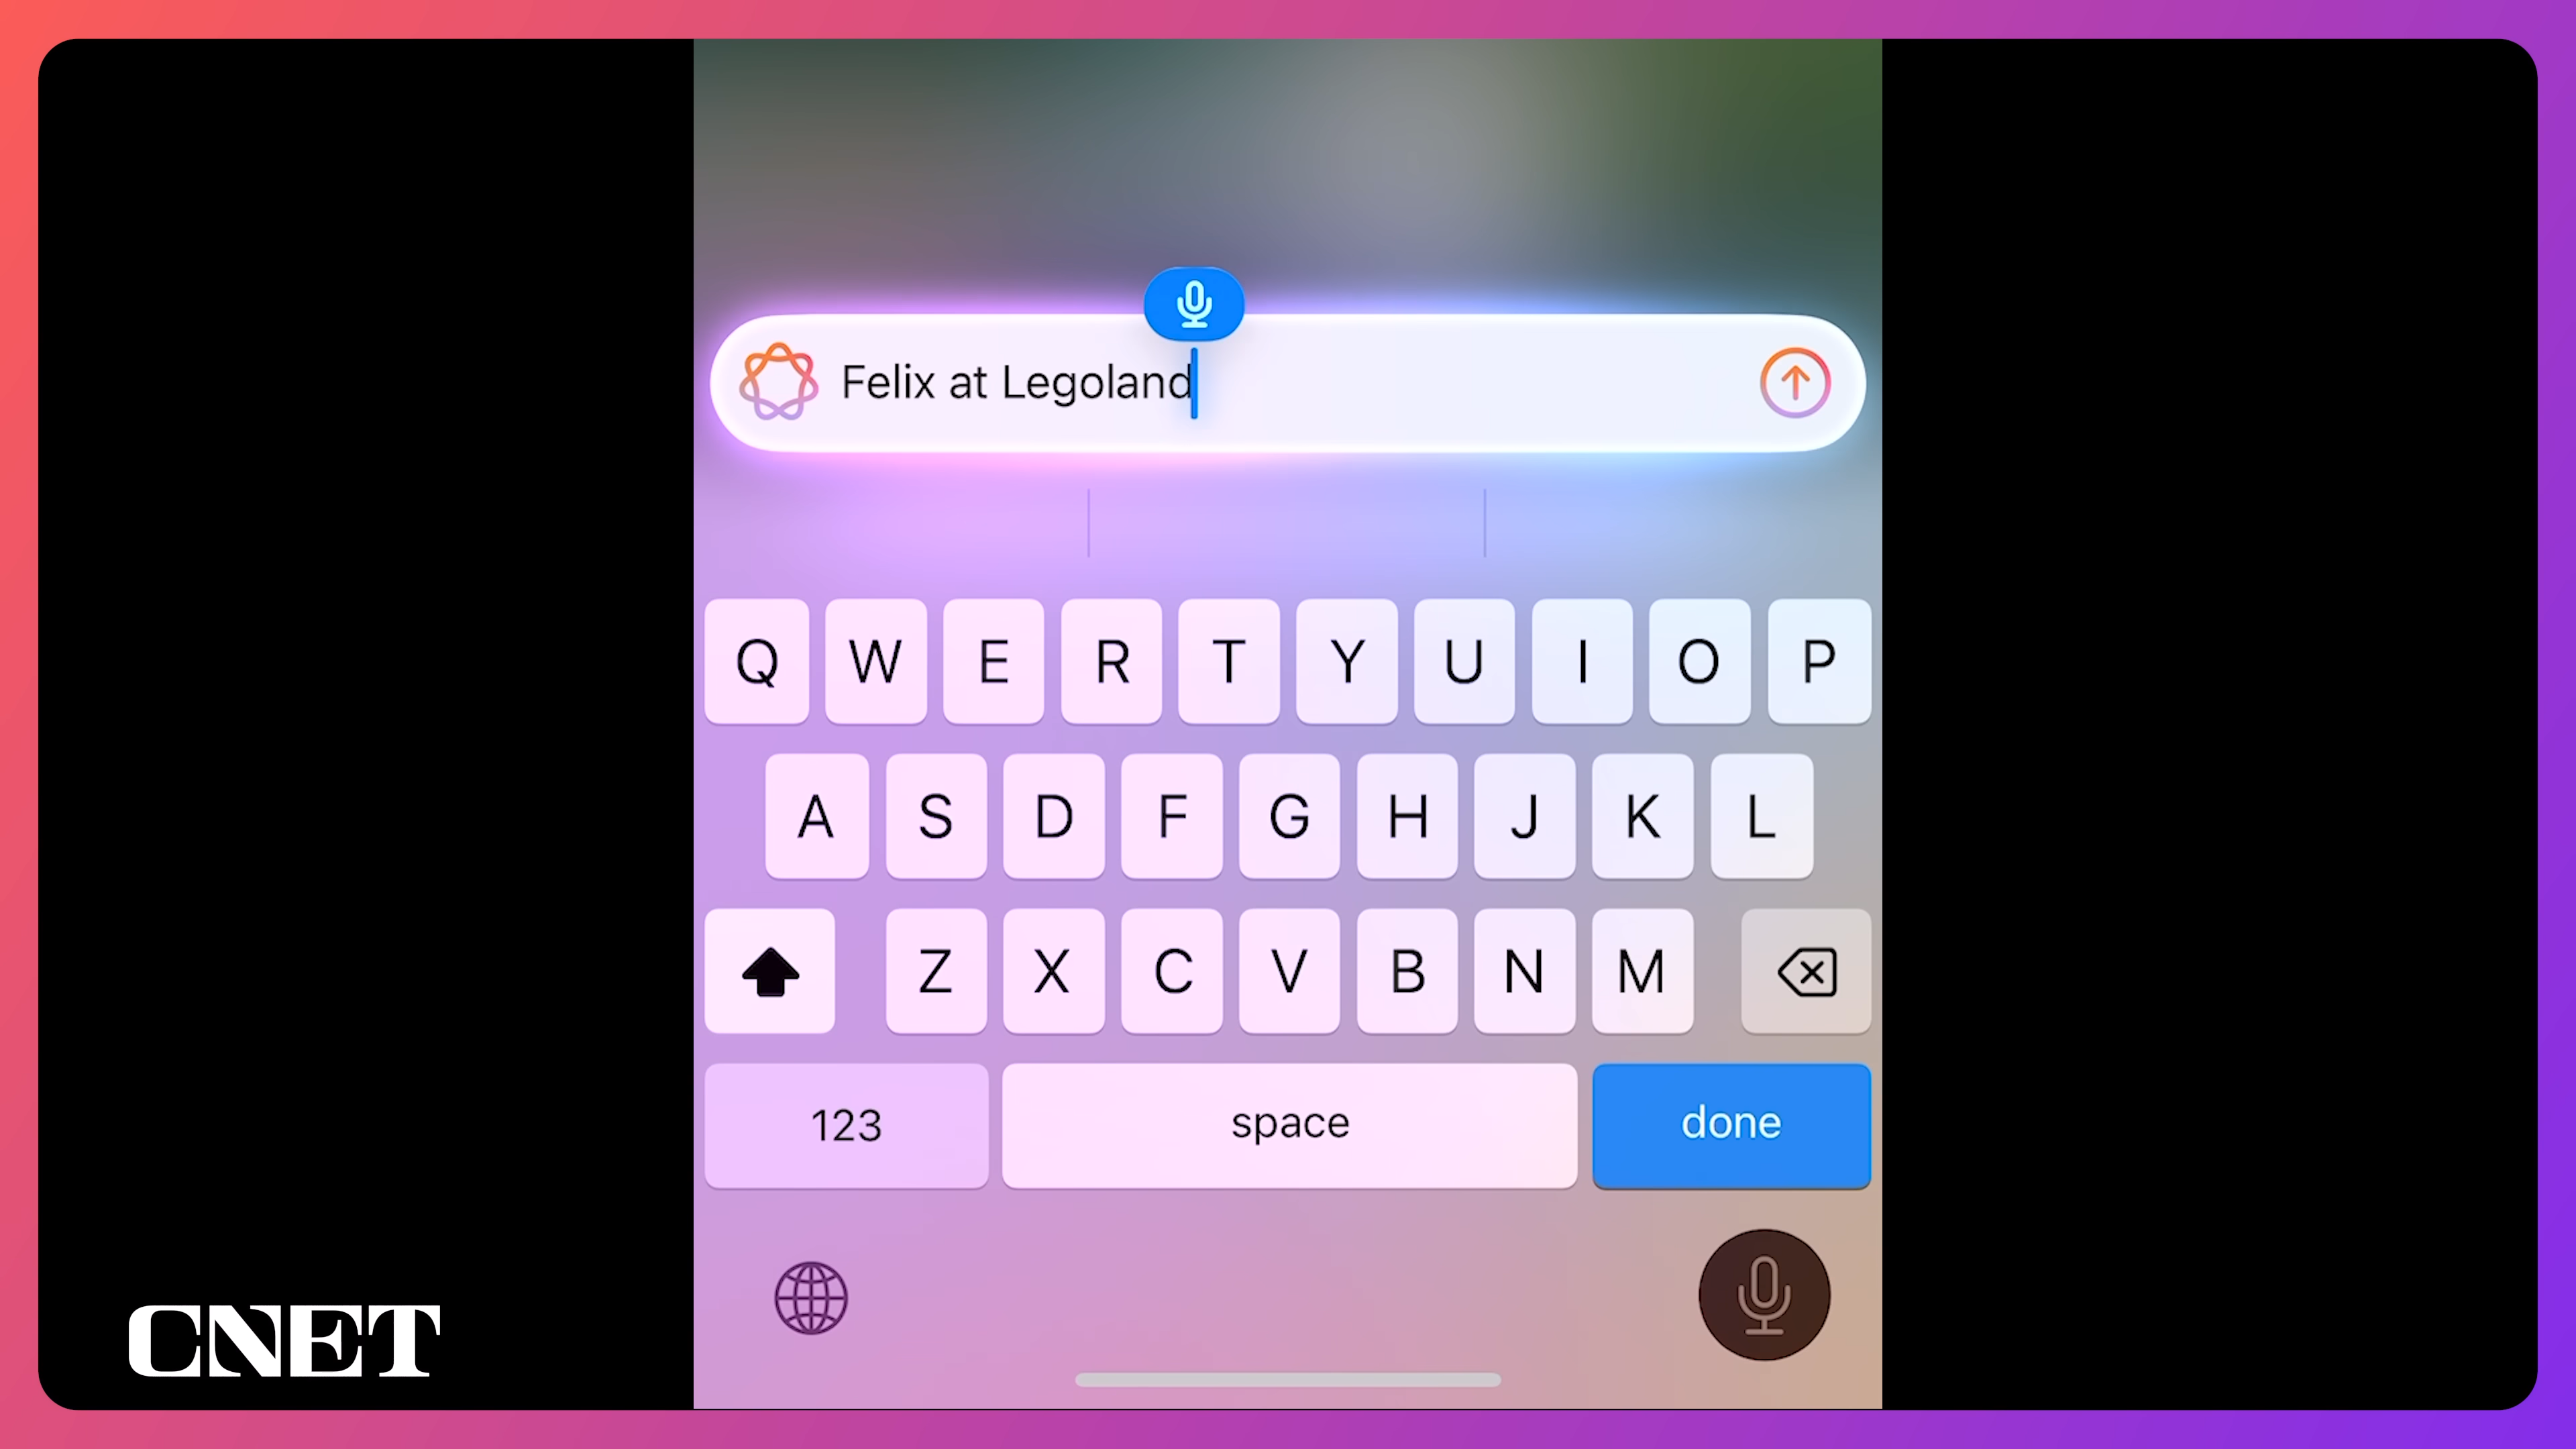 Felix at Legoland
Q W E R T Y U I O P
A S D F G H J K L
Z X C V B N M
123 space done
CNET